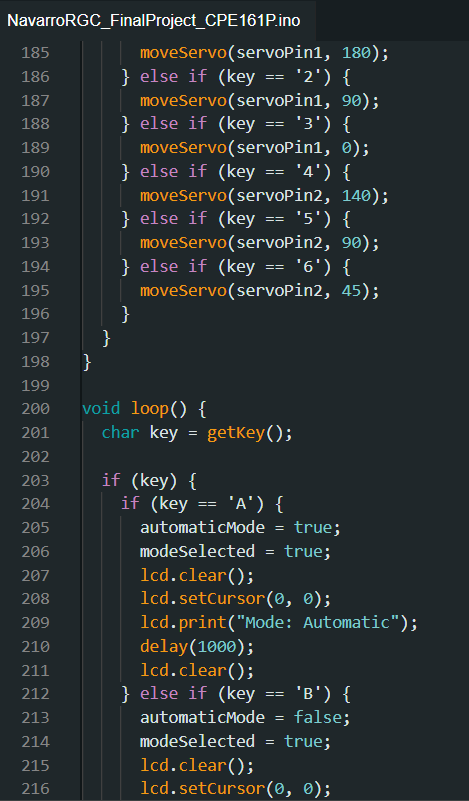 NavarroRGC_FinalProject_CPE161P.ino
185 moveServo(servoPin1, 180);
186 } else if (key == '2') {
187 moveServo(servoPin1, 90);
188 } else if (key == '3') {
189 moveServo(servoPin1, 0);
190 } else if (key == '4') {
191 moveServo(servoPin2, 140);
192 } else if (key == '5') {
193 moveServo(servoPin2, 90);
194 } else if (key == '6') {
195 moveServo(servoPin2, 45);
196 }
197 }
198 }
199
200 void loop() {
201 char key = getKey();
202
203 if (key) {
204 if (key == 'A') {
205 automaticMode = true;
206 modeSelected = true;
207 lcd.clear();
208 lcd.setCursor(0, 0);
209 lcd.print("Mode: Automatic");
210 delay(1000);
211 lcd.clear();
212 } else if (key == 'B') {
213 automaticMode = false;
214 modeSelected = true;
215 lcd.clear();
216 lcd.setCursor(0, 0);